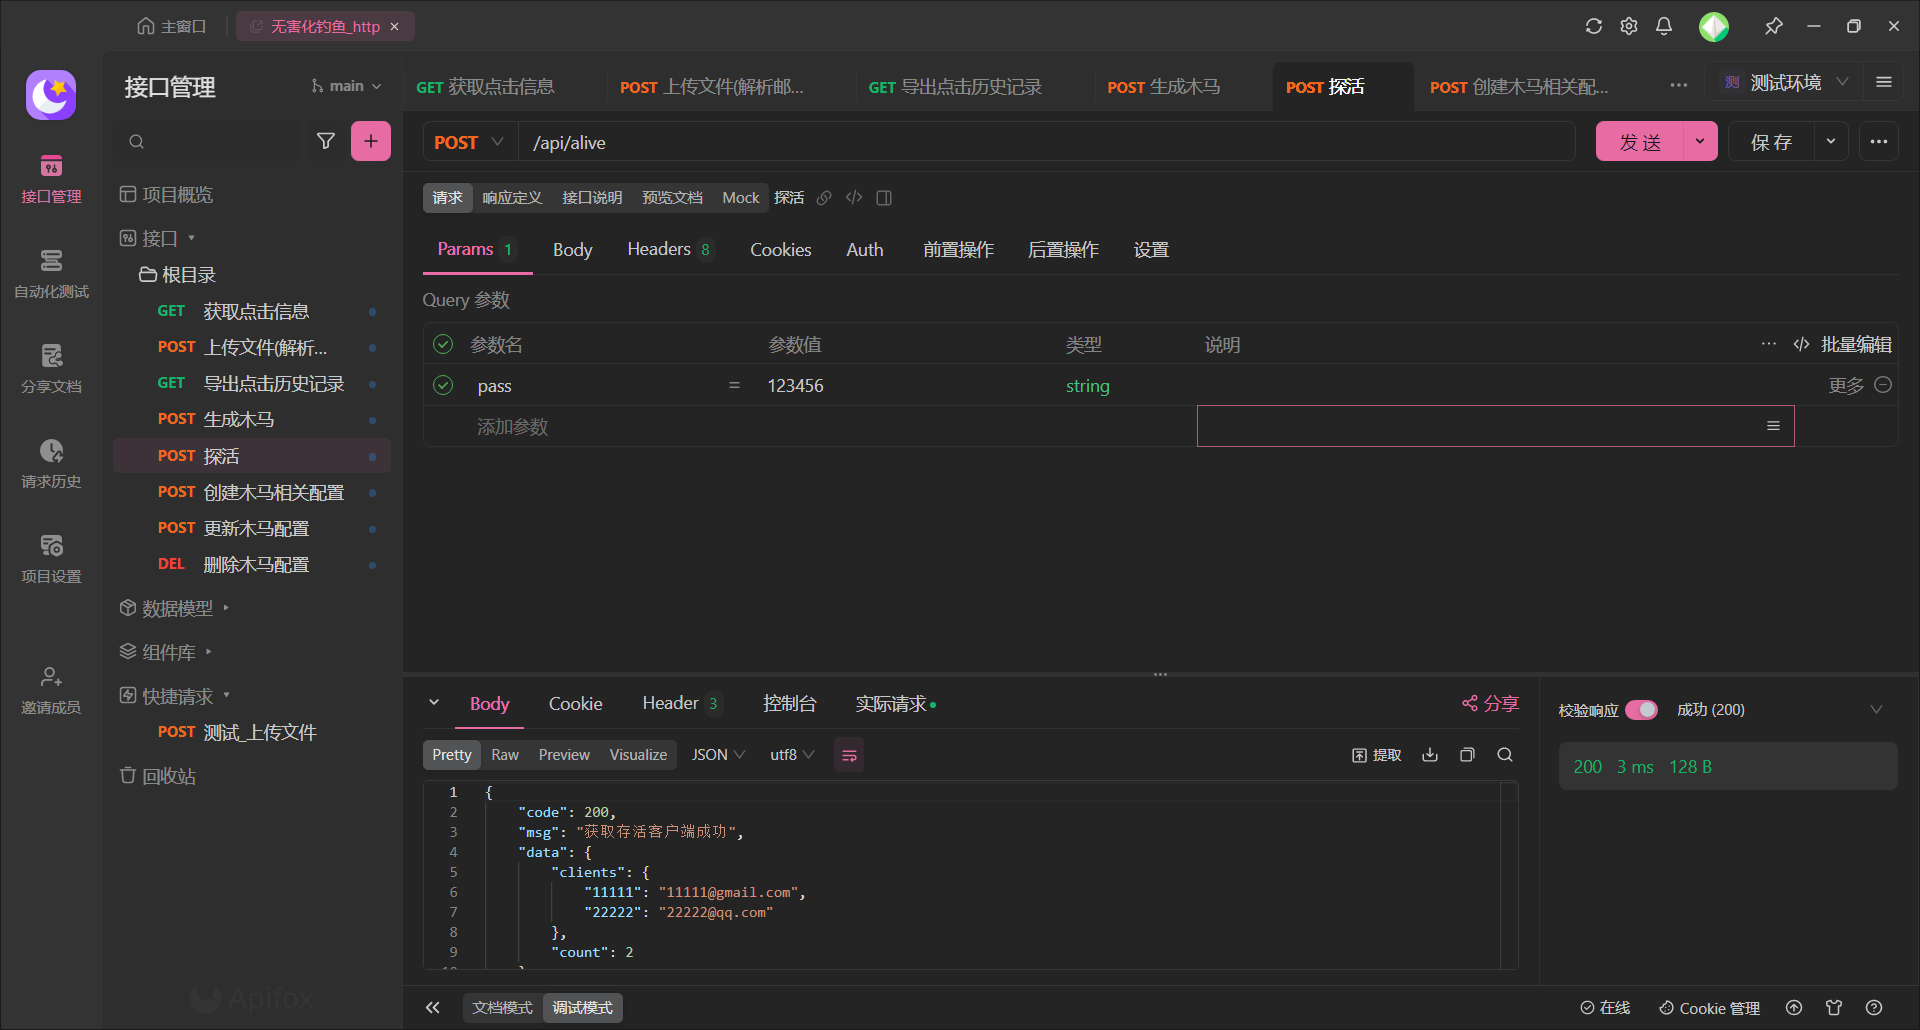 主窗口
无害化钓鱼_http
接口管理
main
GET 获取点击信息
POST 上传文件(解析邮...
GET 导出点击历史记录
POST 生成木马
POST 探活
POST 创建木马相关配...
测 测试环境
POST /api/alive
发 送
保 存
接口管理
自动化测试
分享文档
请求历史
项目设置
邀请成员
项目概览
接口
根目录
GET 获取点击信息
POST 上传文件(解析...
GET 导出点击历史记录
POST 生成木马
POST 探活
POST 创建木马相关配置
POST 更新木马配置
DEL 删除木马配置
数据模型
组件库
快捷请求
POST 测试_上传文件
回收站
Apifox
请求 响应定义 接口说明 预览文档 Mock 探活
Params 1 Body Headers 8 Cookies Auth 前置操作 后置操作 设置
Query 参数
参数名 参数值 类型 说明 批量编辑
pass = 123456 string 更多
添加参数
Body Cookie Header 3 控制台 实际请求 分享
Pretty Raw Preview Visualize JSON utf8 提取
1 {
2 "code": 200,
3 "msg": "获取存活客户端成功",
4 "data": {
5 "clients": {
6 "11111": "11111@gmail.com",
7 "22222": "22222@qq.com"
8 },
9 "count": 2
校验响应 成功 (200)
200 3 ms 128 B
文档模式 调试模式
在线 Cookie 管理